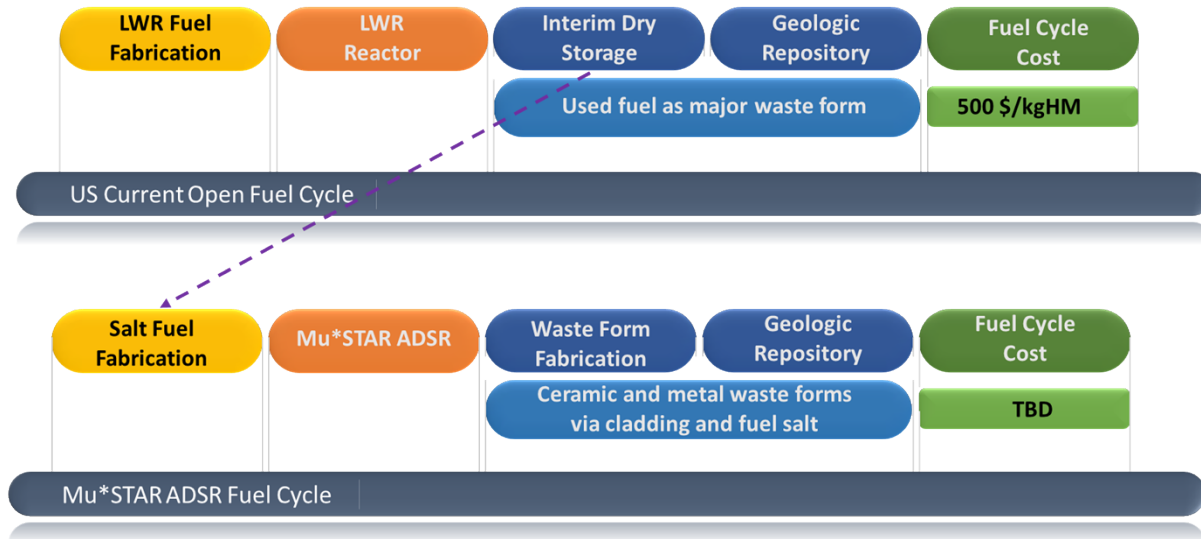 LWR Fuel
Fabrication
LWR
Reactor
Interim Dry
Storage
Geologic
Repository
Fuel Cycle
Cost
Used fuel as major waste form
500 $/kgHM
US Current Open Fuel Cycle
Salt Fuel
Fabrication
Mu*STAR ADSR
Waste Form
Fabrication
Geologic
Repository
Fuel Cycle
Cost
Ceramic and metal waste forms
via cladding and fuel salt
TBD
Mu*STAR ADSR Fuel Cycle